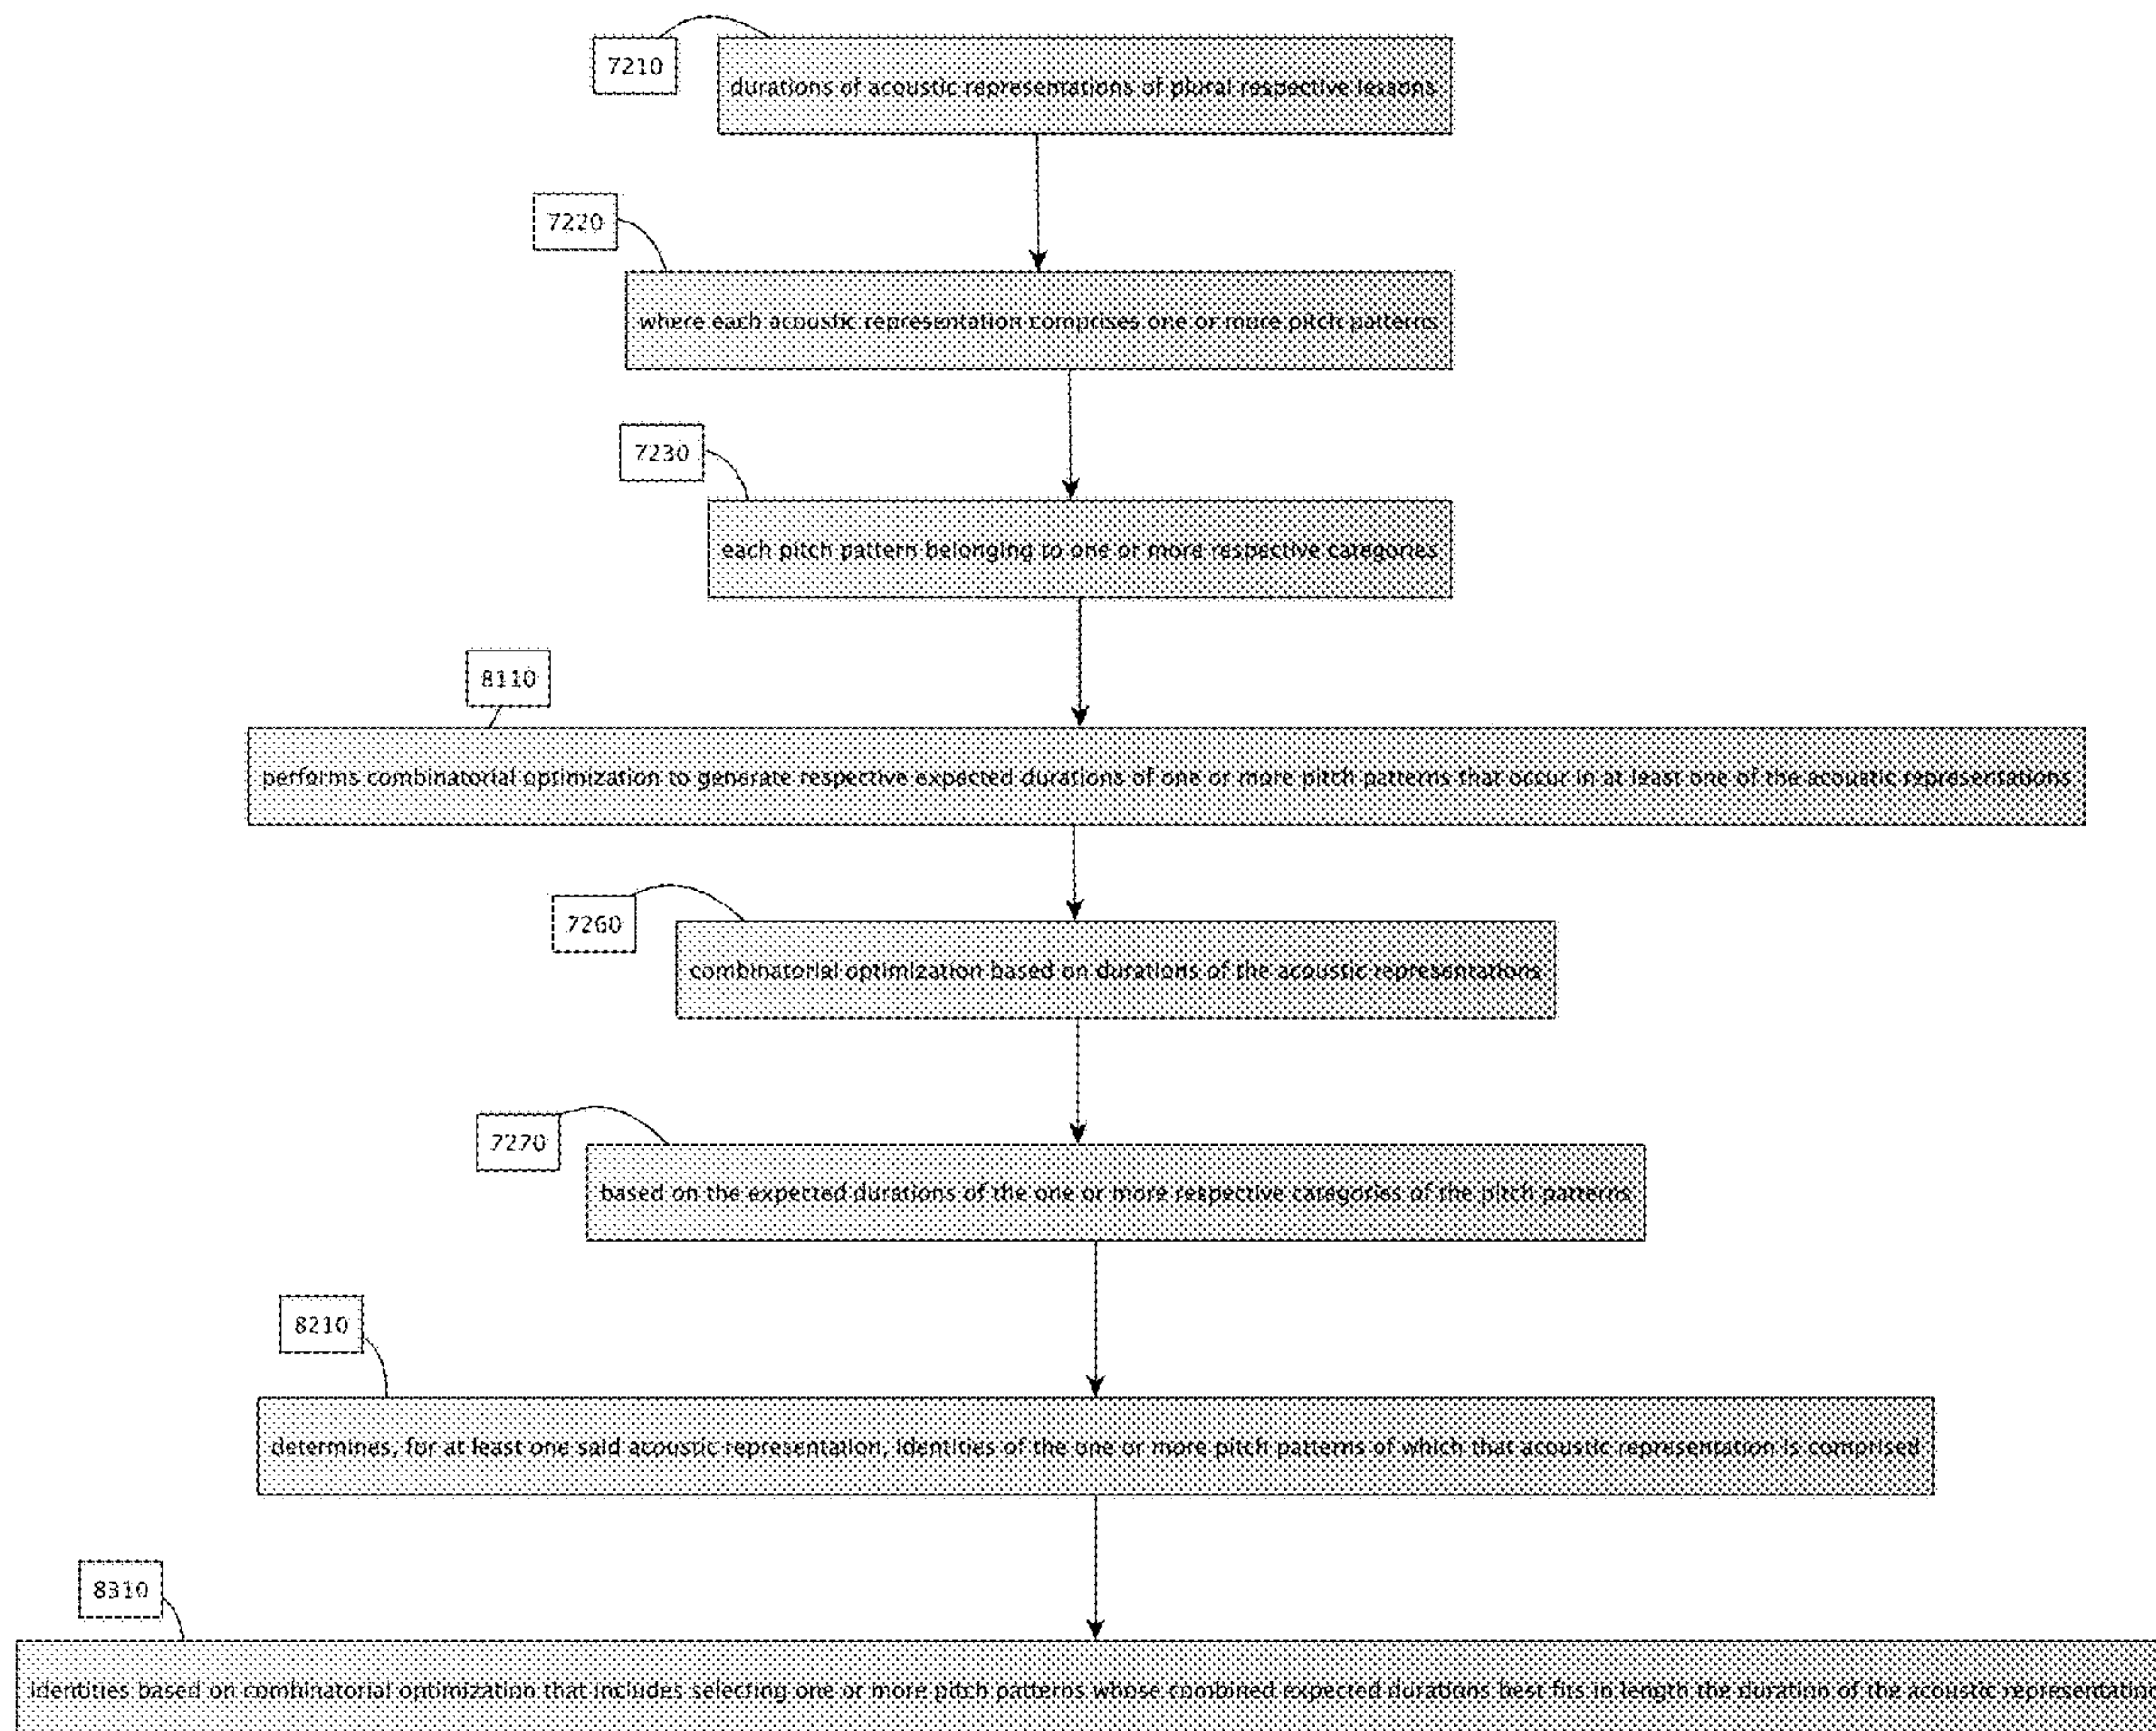 7210
durations of acoustic representations of plural respective lessons
7220
where each acoustic representation comprises one or more pitch patterns
7230
each pitch pattern belonging to one or more respective categories
8110
performs combinatorial optimization to generate respective expected durations of one or more pitch patterns that occur in at least one of the acoustic representations
7260
combinatorial optimization based on durations of the acoustic representations
7270
based on the expected durations of the one or more respective categories of the pitch patterns
8210
determines, for at least one said acoustic representation, identities of the one or more pitch patterns of which that acoustic representation is comprised
8310
identities based on combinatorial optimization that includes selecting one or more pitch patterns whose combined expected durations best fits in length the duration of the acoustic